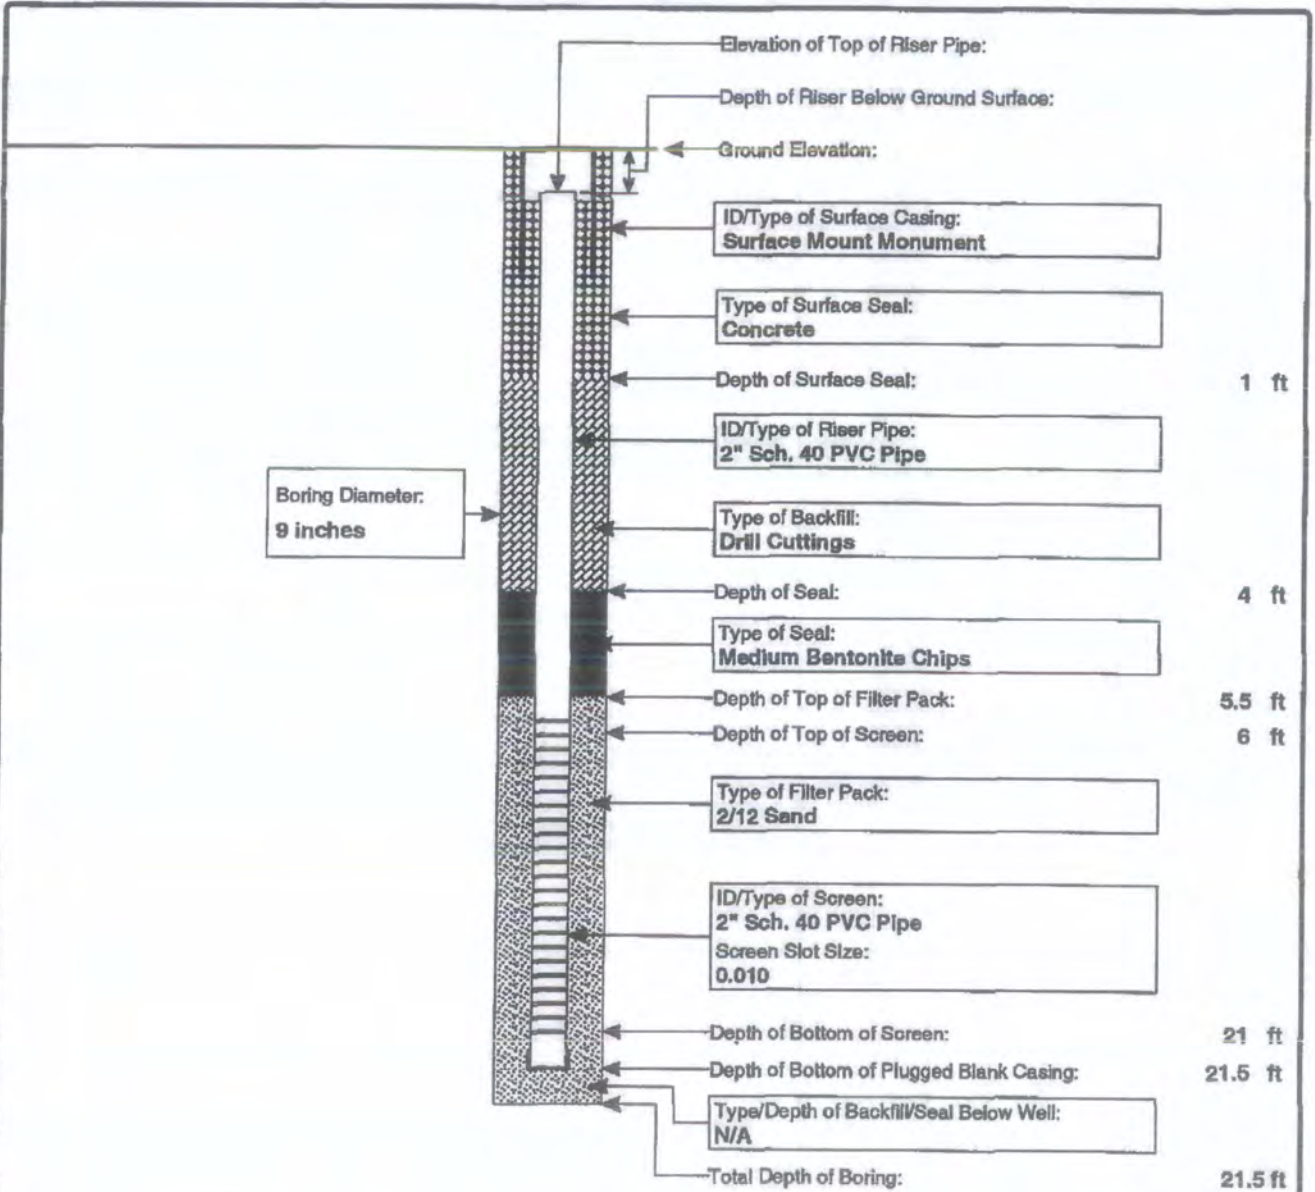 Elevation of Top of Riser Pipe:
Depth of Riser Below Ground Surface:
Ground Elevation:
ID/Type of Surface Casing:
Surface Mount Monument
Type of Surface Seal:
Concrete
Depth of Surface Seal: 1 ft
ID/Type of Riser Pipe:
2" Sch. 40 PVC Pipe
Boring Diameter:
9 inches
Type of Backfill:
Drill Cuttings
Depth of Seal: 4 ft
Type of Seal:
Medium Bentonite Chips
Depth of Top of Filter Pack: 5.5 ft
Depth of Top of Screen: 6 ft
Type of Filter Pack:
2/12 Sand
ID/Type of Screen:
2" Sch. 40 PVC Pipe
Screen Slot Size:
0.010
Depth of Bottom of Screen: 21 ft
Depth of Bottom of Plugged Blank Casing: 21.5 ft
Type/Depth of Backfill/Seal Below Well:
N/A
Total Depth of Boring: 21.5 ft